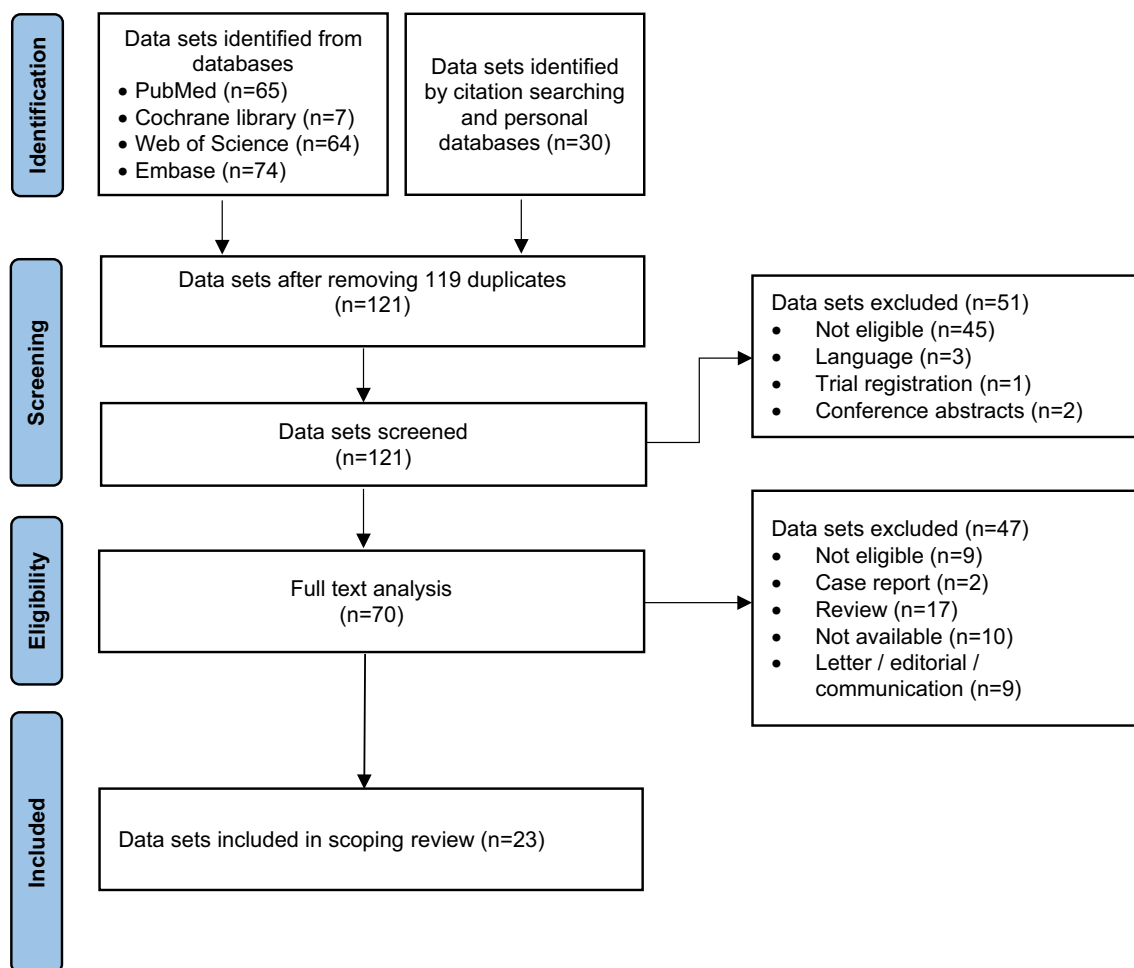 Identification
Data sets identified from
databases
• PubMed (n=65)
• Cochrane library (n=7)
• Web of Science (n=64)
• Embase (n=74)
Data sets identified
by citation searching
and personal
databases (n=30)
Screening
Data sets after removing 119 duplicates
(n=121)
Data sets screened
(n=121)
Data sets excluded (n=51)
• Not eligible (n=45)
• Language (n=3)
• Trial registration (n=1)
• Conference abstracts (n=2)
Eligibility
Full text analysis
(n=70)
Data sets excluded (n=47)
• Not eligible (n=9)
• Case report (n=2)
• Review (n=17)
• Not available (n=10)
• Letter / editorial /
communication (n=9)
Included
Data sets included in scoping review (n=23)